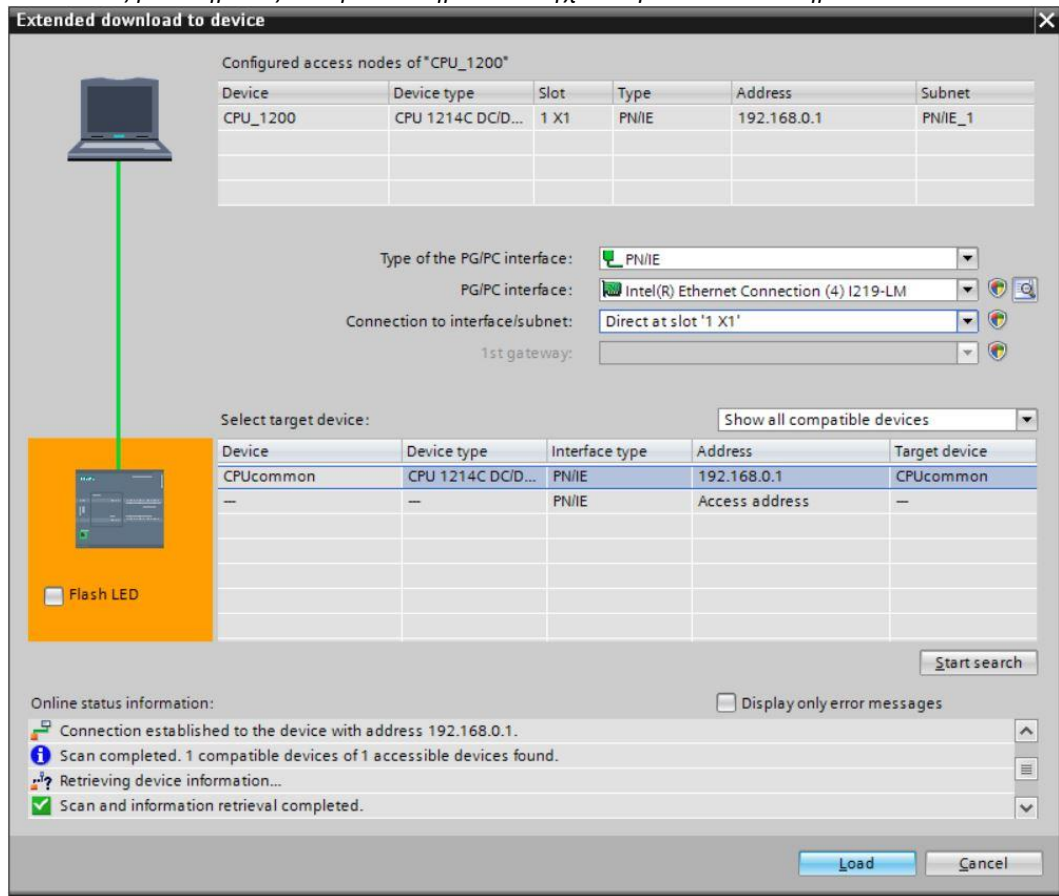 Extended download to device
Configured access nodes of "CPU_1200"
Device Device type Slot Type Address Subnet
CPU_1200 CPU 1214C DC/D... 1 X1 PN/IE 192.168.0.1 PN/IE_1
Type of the PG/PC interface: PN/IE
PG/PC interface: Intel(R) Ethernet Connection (4) I219-LM
Connection to interface/subnet: Direct at slot '1 X1'
1st gateway:
Select target device: Show all compatible devices
Device Device type Interface type Address Target device
CPUcommon CPU 1214C DC/D... PN/IE 192.168.0.1 CPUcommon
— — PN/IE Access address —
Flash LED
Start search
Online status information: Display only error messages
Connection established to the device with address 192.168.0.1.
Scan completed. 1 compatible devices of 1 accessible devices found.
Retrieving device information...
Scan and information retrieval completed.
Load Cancel